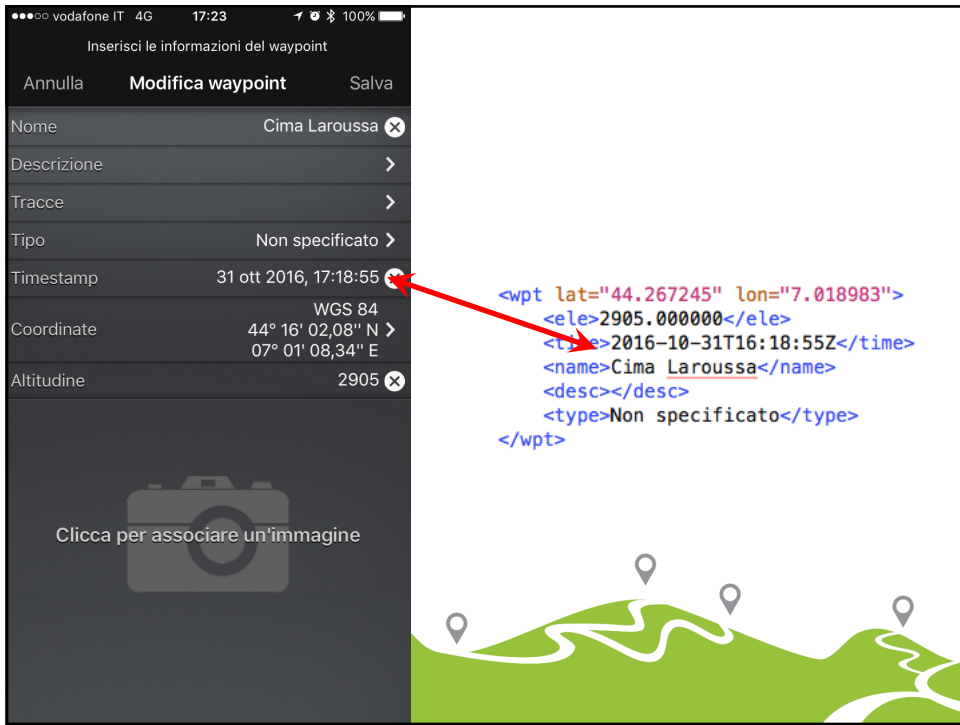 vodafone IT 4G 17:23 100%
Inserisci le informazioni del waypoint
Annulla Modifica waypoint Salva
Nome Cima Laroussa
Descrizione
Tracce
Tipo Non specificato
Timestamp 31 ott 2016, 17:18:55
Coordinate WGS 84
44° 16' 02,08'' N
07° 01' 08,34'' E
Altitudine 2905
Clicca per associare un'immagine
<wpt lat="44.267245" lon="7.018983">
<ele>2905.000000</ele>
<time>2016-10-31T16:18:55Z</time>
<name>Cima Laroussa</name>
<desc></desc>
<type>Non specificato</type>
</wpt>